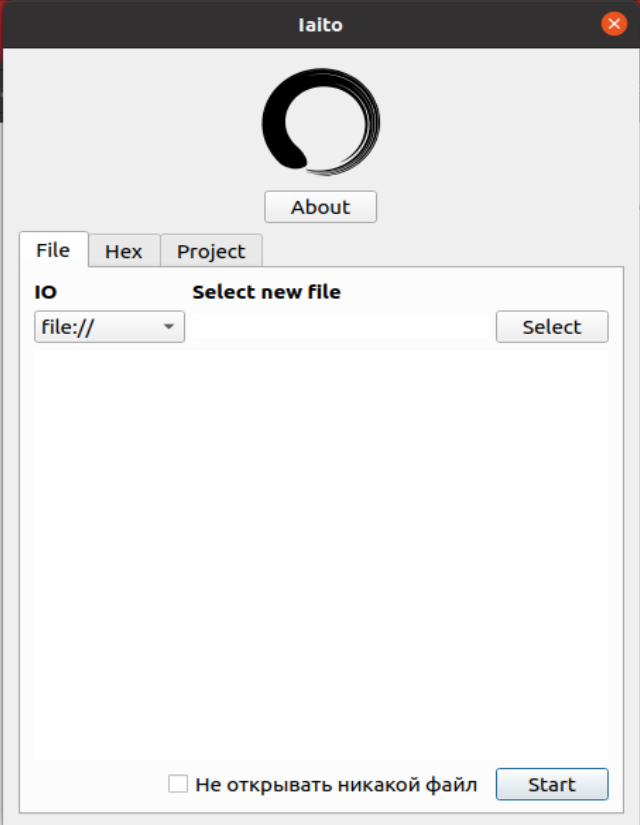 Iaito
About
File Hex Project
IO Select new file
file:// Select
Не открывать никакой файл Start